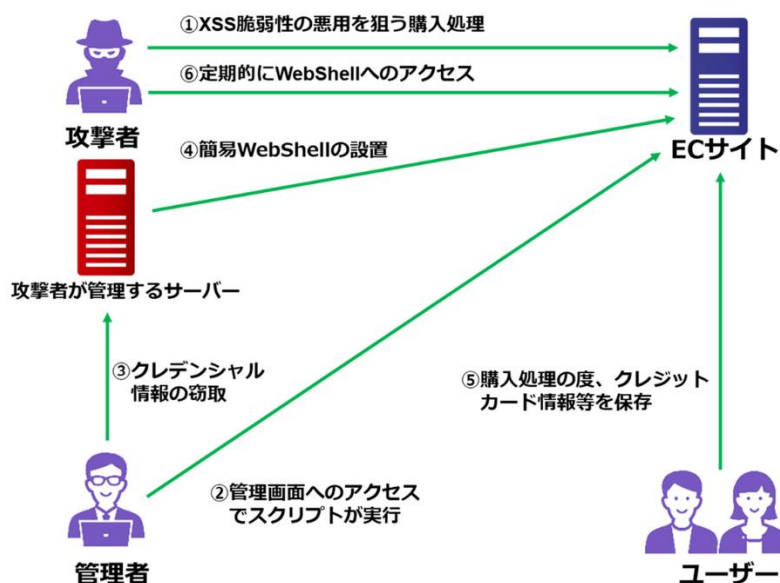 ①XSS脆弱性の悪用を狙う購入処理
⑥定期的にWebShellへのアクセス
攻撃者
④簡易WebShellの設置
ECサイト
攻撃者が管理するサーバー
③クレデンシャル
情報の窃取
⑤購入処理の度、クレジット
カード情報等を保存
②管理画面へのアクセス
でスクリプトが実行
管理者
ユーザー